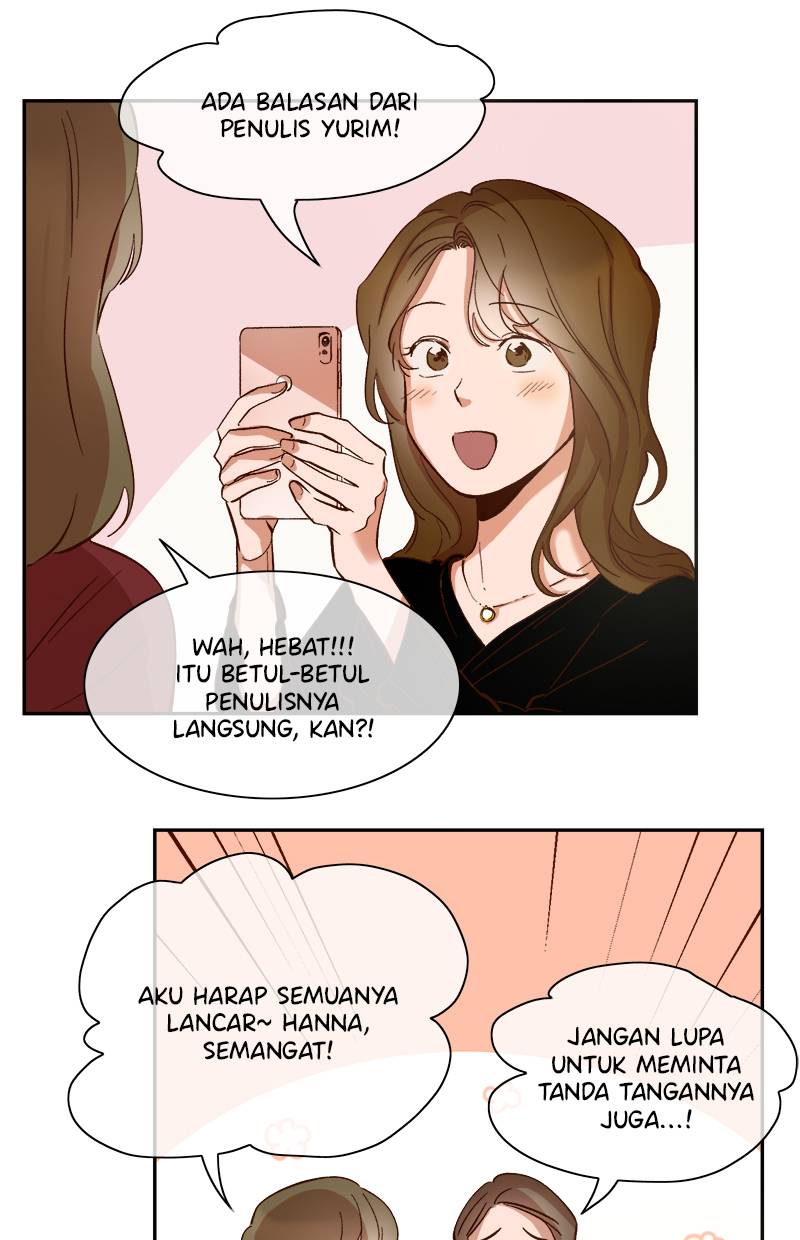 ADA BALASAN DARI
PENULIS YURIM!
WAH, HEBAT!!!
ITU BETUL-BETUL
PENULISNYA
LANGSUNG, KAN?!
AKU HARAP SEMUANYA
LANCAR~ HANNA,
SEMANGAT!
JANGAN LUPA
UNTUK MEMINTA
TANDA TANGANNYA
JUGA...!